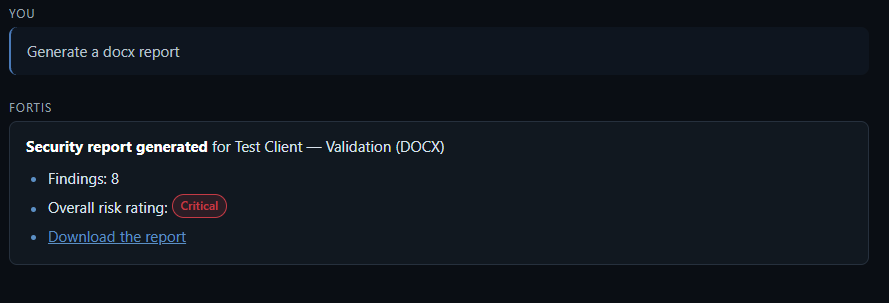 YOU
Generate a docx report
FORTIS
Security report generated for Test Client — Validation (DOCX)
Findings: 8
Overall risk rating: Critical
Download the report